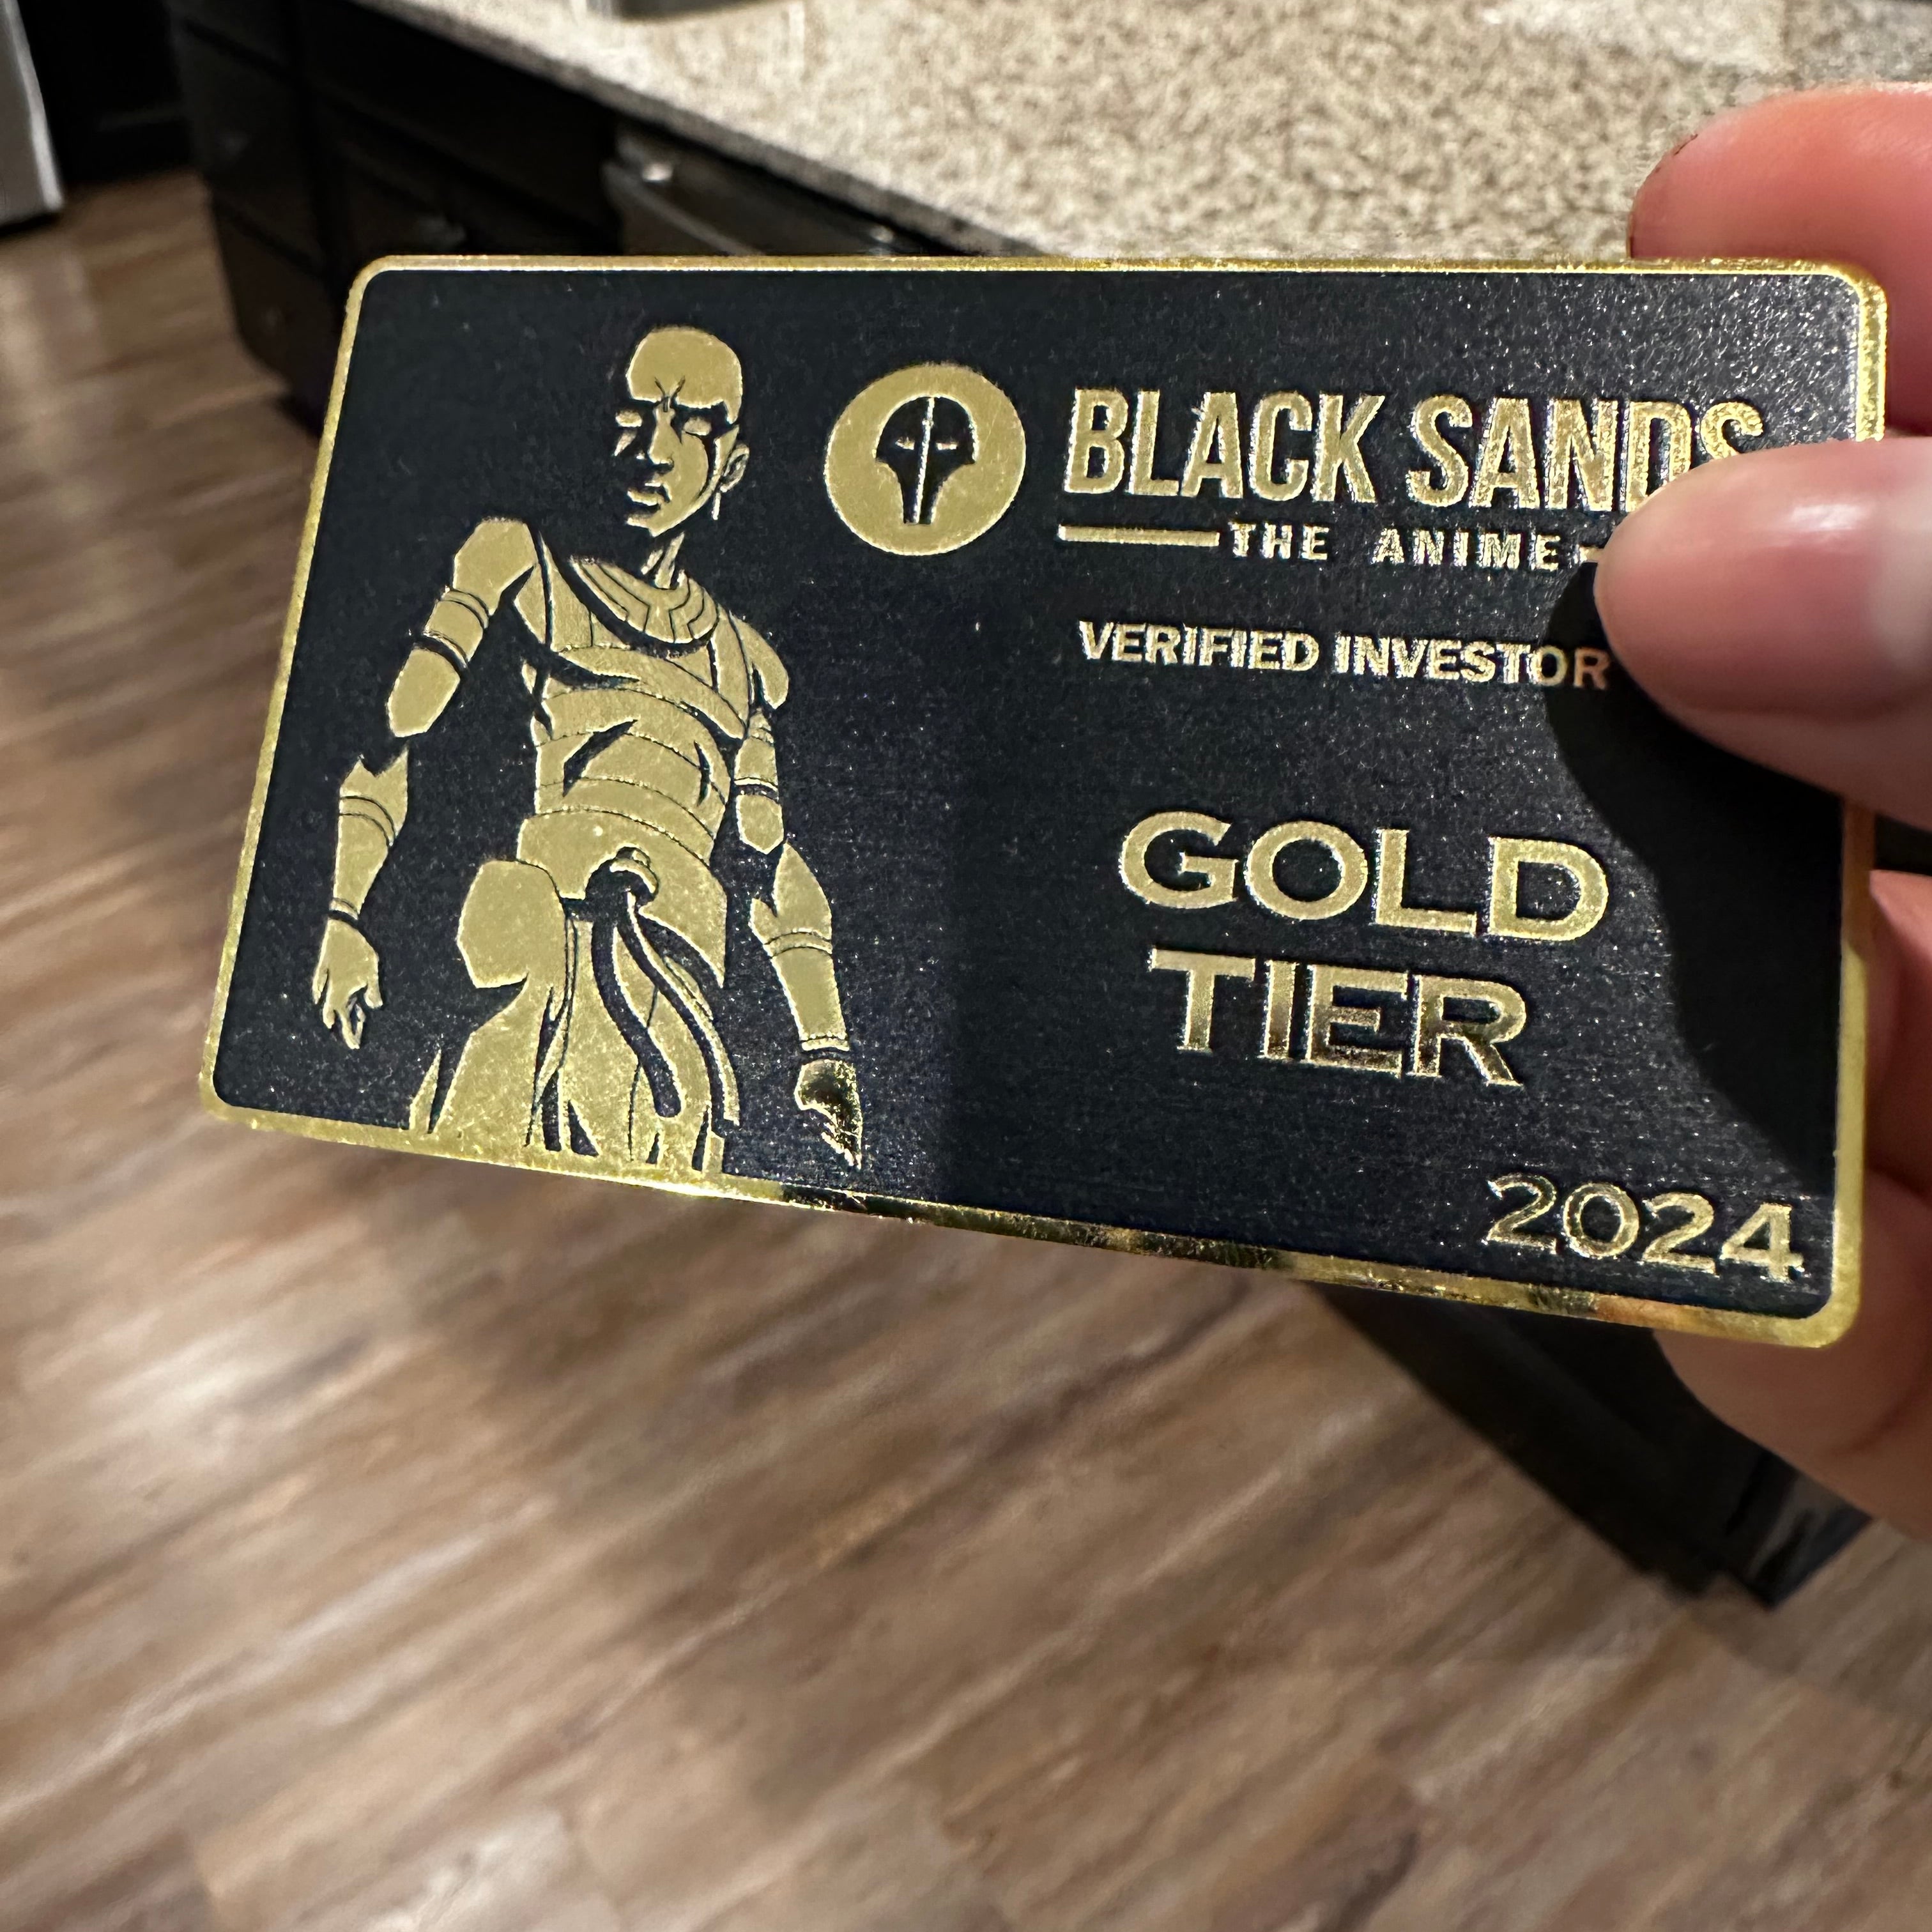 BLACK SANDS
THE ANIME
VERIFIED INVESTOR
GOLD
TIER
2024